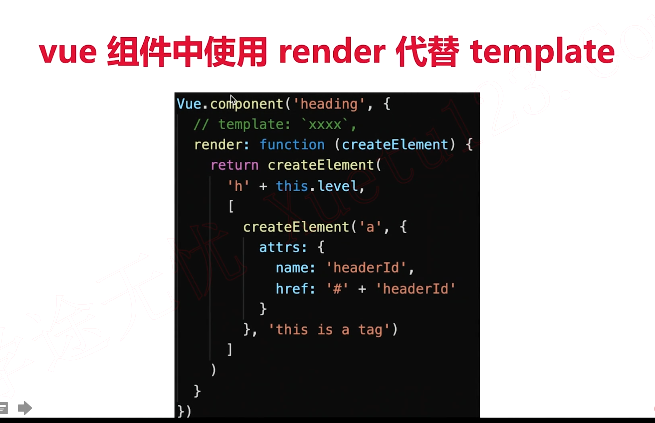 vue 组件中使用 render 代替 template
Vue.component('heading', {
  // template: `xxxx`,
  render: function (createElement) {
    return createElement(
      'h' + this.level,
      [
        createElement('a', {
          attrs: {
            name: 'headerId',
            href: '#' + 'headerId'
          }
        }, 'this is a tag')
      ]
    )
  }
})